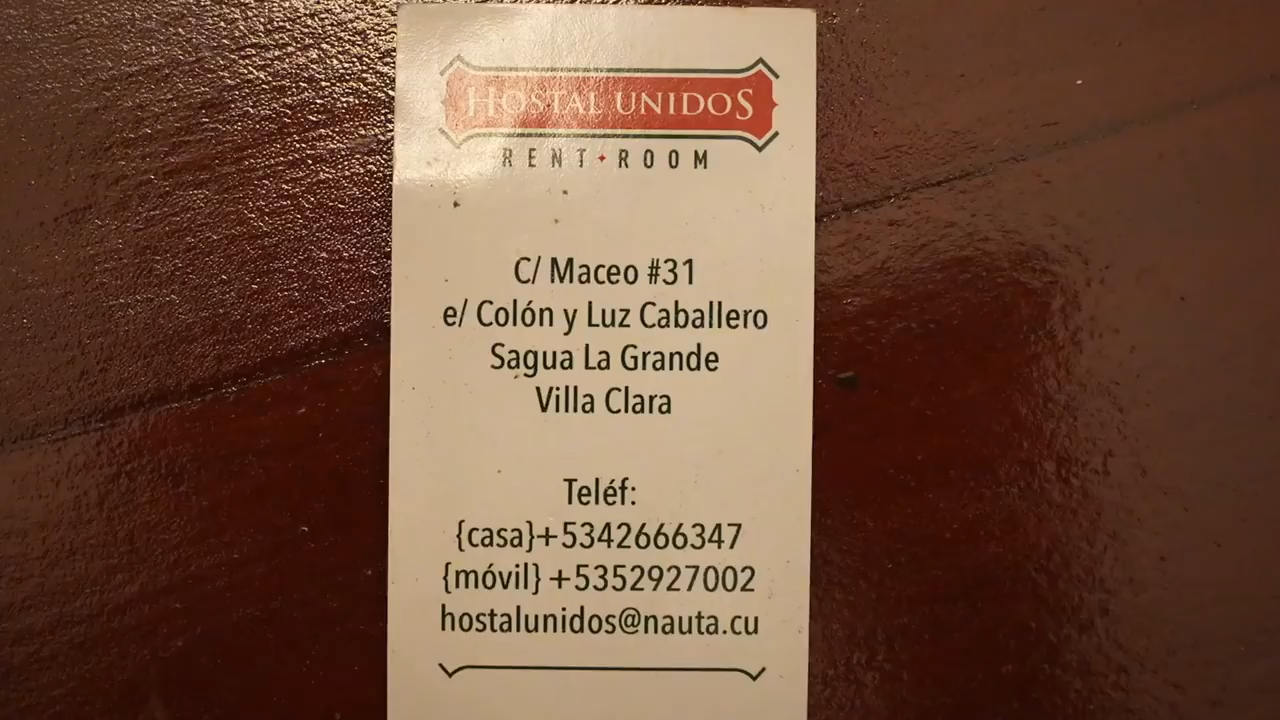 HOSTAL UNIDOS
RENT ROOM
C/ Maceo #31
e/ Colón y Luz Caballero
Sagua La Grande
Villa Clara
Teléf:
{casa}+5342666347
{móvil} +5352927002
hostalunidos@nauta.cu